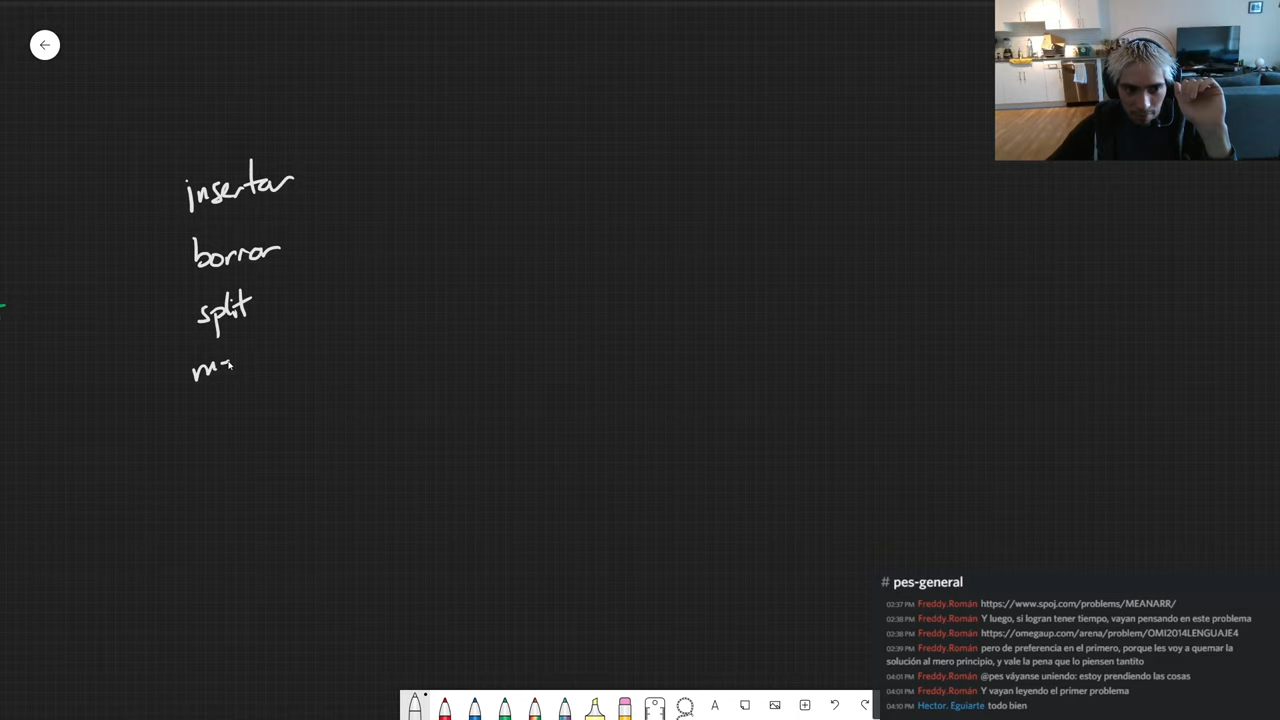 insertar
borrar
split
# pes-general
02:37 PM Freddy.Román https://www.spoj.com/problems/MEANARR/
02:38 PM Freddy.Román Y luego, si logran tener tiempo, vayan pensando en este problema
02:38 PM Freddy.Román https://omegaup.com/arena/problem/OMI2014LENGUAJE4
02:39 PM Freddy.Román pero de preferencia en el primero, porque les voy a quemar la
solución al mero principio, y vale la pena que lo piensen tantito
04:01 PM Freddy.Román @pes váyanse uniendo: estoy prendiendo las cosas
04:01 PM Freddy.Román Y vayan leyendo el primer problema
04:10 PM Hector. Eguiarte todo bien